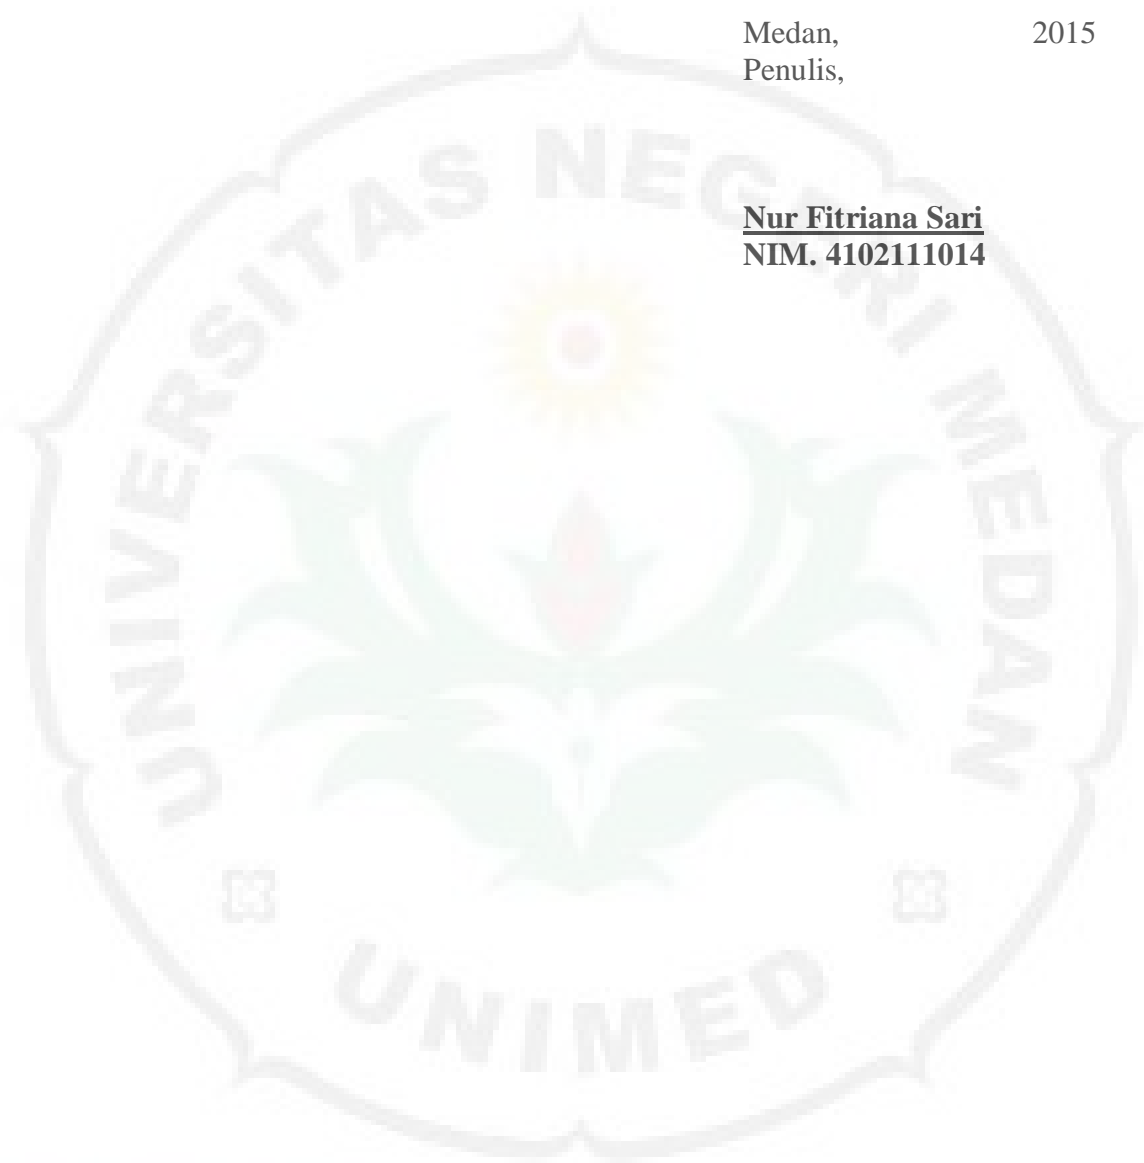 Medan, 2015
Penulis,
Nur Fitriana Sari
NIM. 4102111014
UNIVERSITAS NEGERI MEDAN
UNIMED